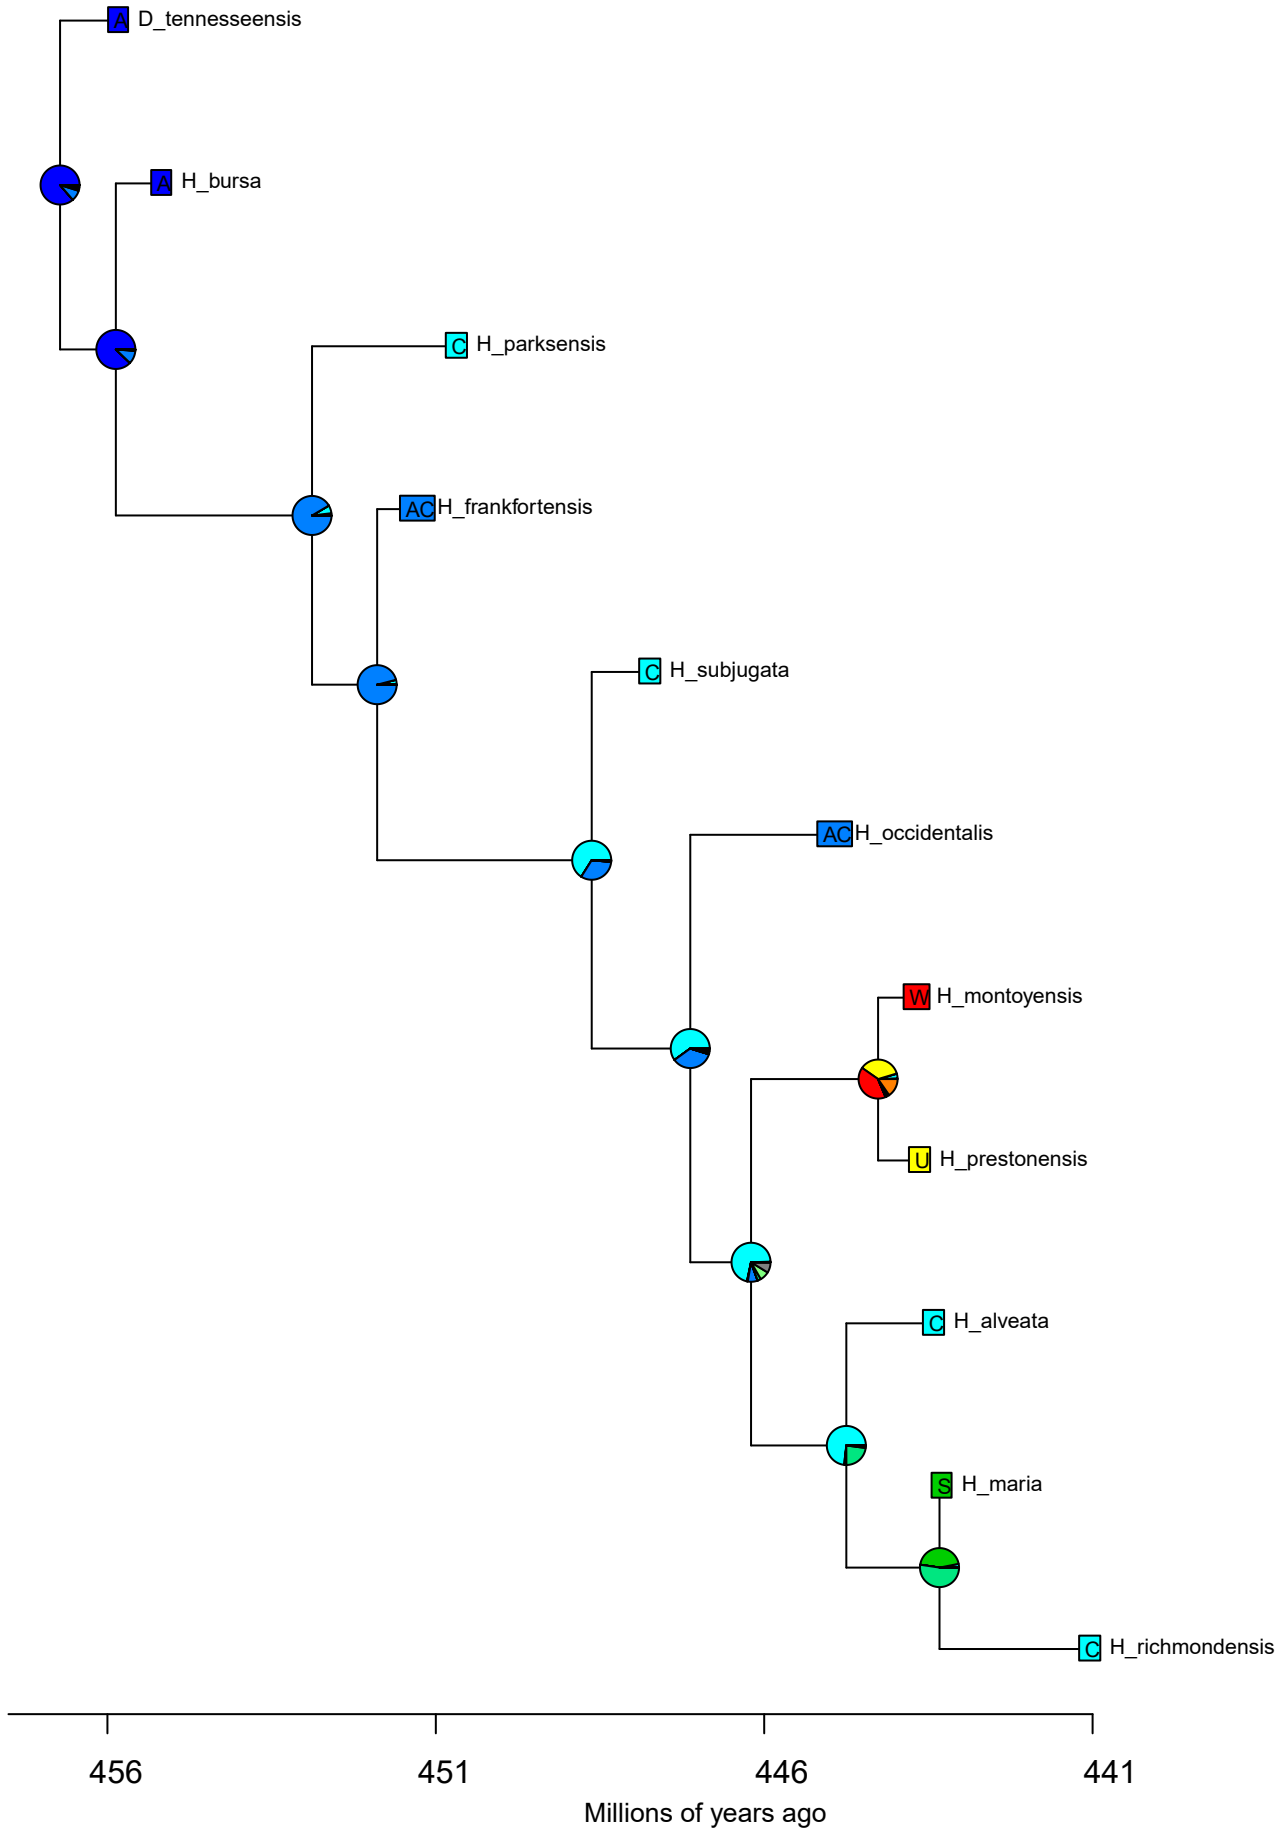 A D_tennesseensis
A H_bursa
C H_parksensis
AC H_frankfortensis
C H_subjugata
AC H_occidentalis
W H_montoyensis
U H_prestonensis
C H_alveata
S H_maria
C H_richmondensis
456 451 446 441
Millions of years ago